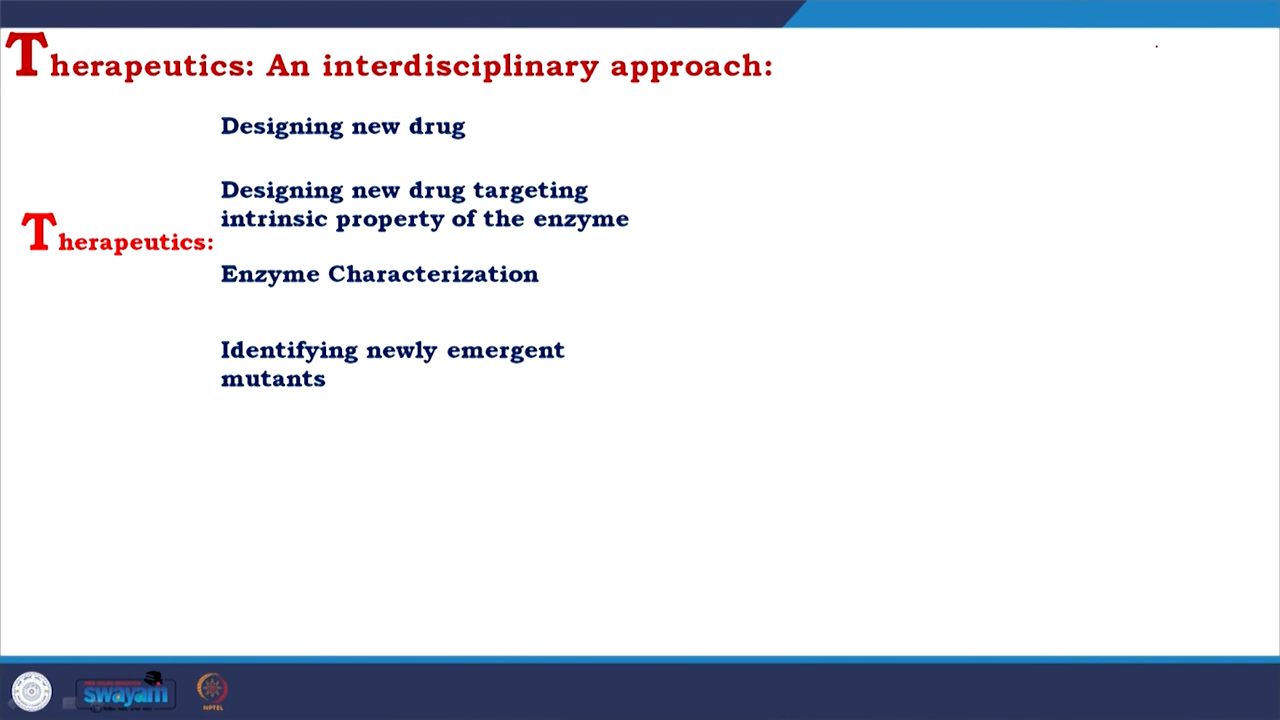 Therapeutics: An interdisciplinary approach:
Designing new drug
Designing new drug targeting
intrinsic property of the enzyme
Therapeutics:
Enzyme Characterization
Identifying newly emergent
mutants
swayam
NPTEL